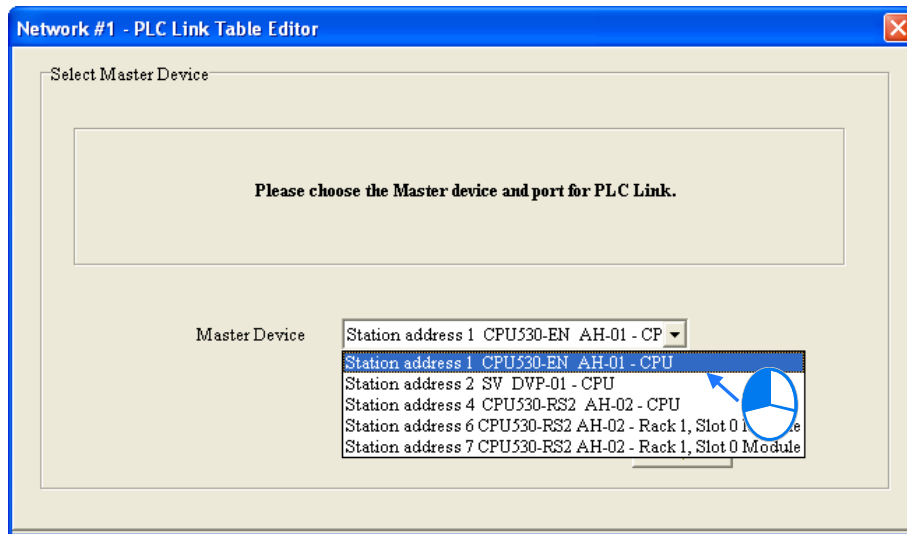 Network #1 - PLC Link Table Editor
Select Master Device
Please choose the Master device and port for PLC Link.
Master Device
Station address 1 CPU530-EN AH-01 - CP
Station address 1 CPU530-EN AH-01 - CPU
Station address 2 SV DVP-01 - CPU
Station address 4 CPU530-RS2 AH-02 - CPU
Station address 6 CPU530-RS2 AH-02 - Rack 1, Slot 0
Station address 7 CPU530-RS2 AH-02 - Rack 1, Slot 0 Module